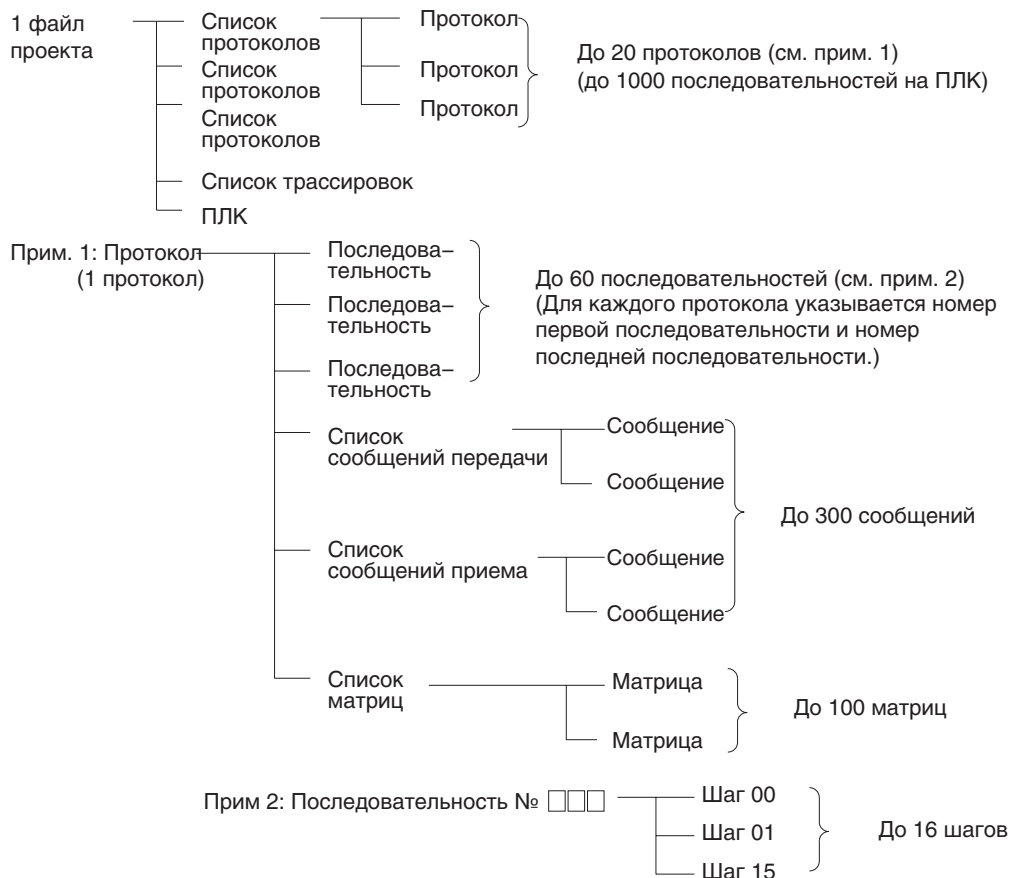 1 файл
проекта
Список
протоколов
Список
протоколов
Список
протоколов
Список трассировок
ПЛК
Протокол
Протокол
Протокол
До 20 протоколов (см. прим. 1)
(до 1000 последовательностей на ПЛК)
Прим. 1: Протокол
(1 протокол)
Последова–
тельность
Последова–
тельность
Последова–
тельность
До 60 последовательностей (см. прим. 2)
(Для каждого протокола указывается номер
первой последовательности и номер
последней последовательности.)
Список
сообщений передачи
Сообщение
Сообщение
Список
сообщений приема
Сообщение
Сообщение
До 300 сообщений
Список
матриц
Матрица
Матрица
До 100 матриц
Прим 2: Последовательность № □□□
Шаг 00
Шаг 01
Шаг 15
До 16 шагов